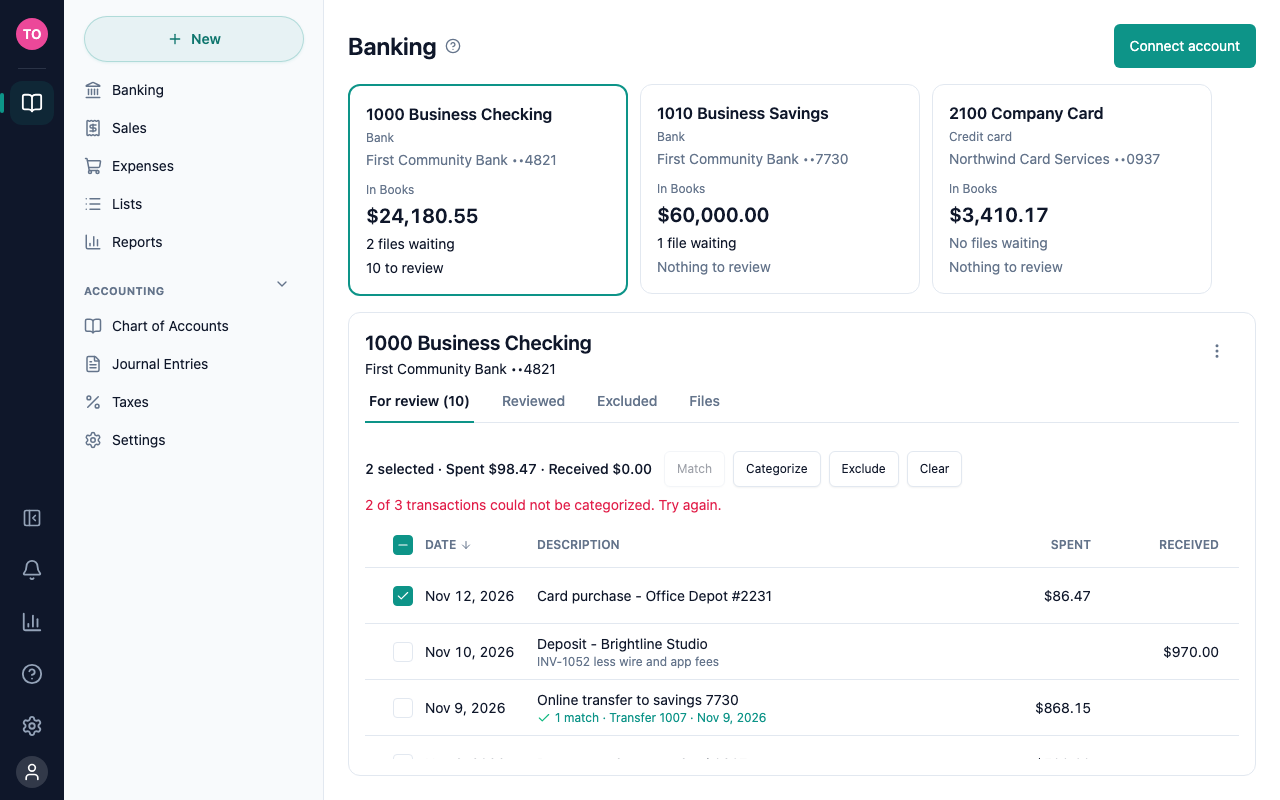 TO
New
Banking
Sales
Expenses
Lists
Reports
ACCOUNTING
Chart of Accounts
Journal Entries
Taxes
Settings
Banking
Connect account
1000 Business Checking
Bank
First Community Bank ••4821
In Books
$24,180.55
2 files waiting
10 to review
1010 Business Savings
Bank
First Community Bank ••7730
In Books
$60,000.00
1 file waiting
Nothing to review
2100 Company Card
Credit card
Northwind Card Services ••0937
In Books
$3,410.17
No files waiting
Nothing to review
1000 Business Checking
First Community Bank ••4821
For review (10) Reviewed Excluded Files
2 selected · Spent $98.47 · Received $0.00 Match Categorize Exclude Clear
2 of 3 transactions could not be categorized. Try again.
DATE DESCRIPTION SPENT RECEIVED
Nov 12, 2026 Card purchase - Office Depot #2231 $86.47
Nov 10, 2026 Deposit - Brightline Studio $970.00
INV-1052 less wire and app fees
Nov 9, 2026 Online transfer to savings 7730 $868.15
1 match · Transfer 1007 · Nov 9, 2026